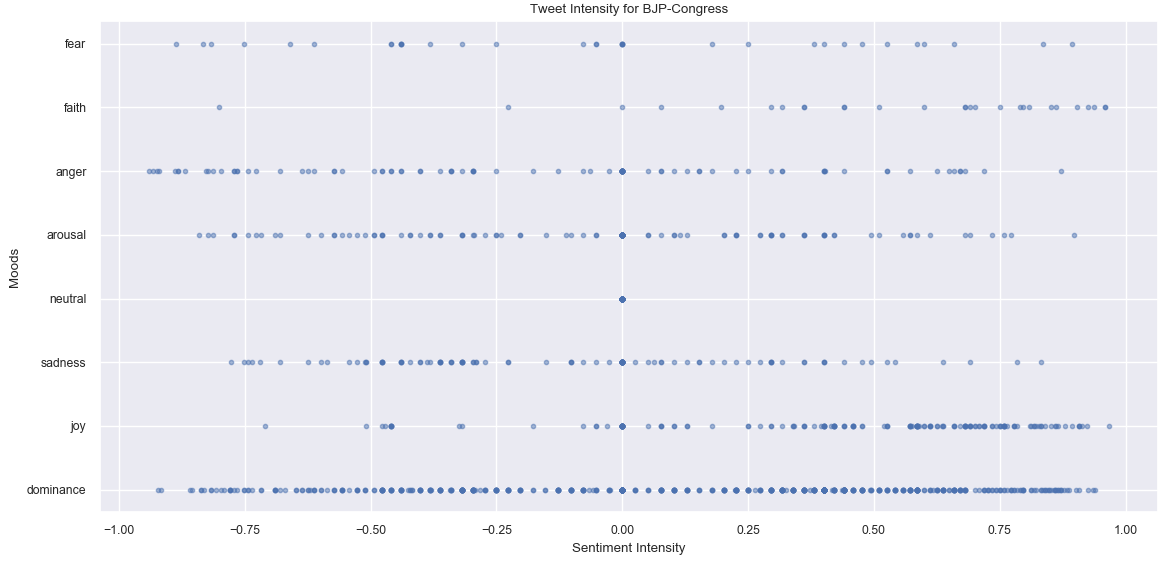 Tweet Intensity for BJP-Congress
fear
faith
anger
arousal
neutral
sadness
joy
dominance
Moods
−1.00 −0.75 −0.50 −0.25 0.00 0.25 0.50 0.75 1.00
Sentiment Intensity